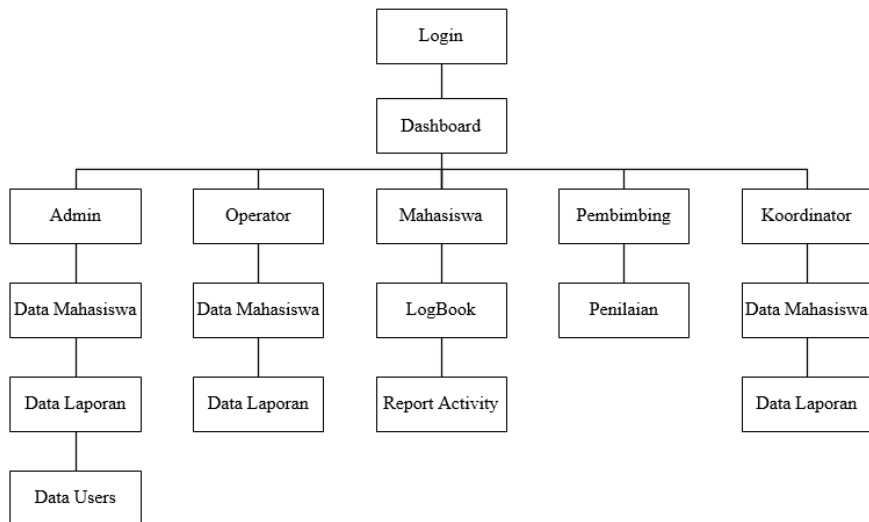 Login
Dashboard
Admin
Operator
Mahasiswa
Pembimbing
Koordinator
Data Mahasiswa
Data Mahasiswa
LogBook
Penilaian
Data Mahasiswa
Data Laporan
Data Laporan
Report Activity
Data Laporan
Data Users